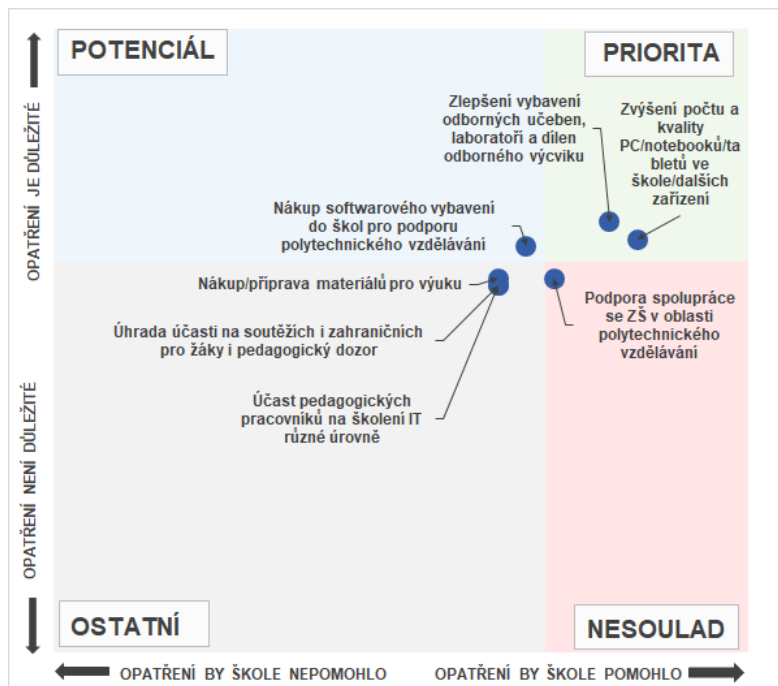 POTENCIÁL
PRIORITA
Zlepšení vybavení
odborných učeben,
laboratoří a dílen
odborného výcviku
Zvýšení počtu a
kvality
PC/notebooků/ta
bletů ve
škole/dalších
zařízení
Nákup softwarového vybavení
do škol pro podporu
polytechnického vzdělávání
Nákup/příprava materiálů pro výuku
Úhrada účasti na soutěžích i zahraničních
pro žáky i pedagogický dozor
Účast pedagogických
pracovníků na školení IT
různé úrovně
Podpora spolupráce
se ZŠ v oblasti
polytechnického
vzdělávání
OPATŘENÍ JE DŮLEŽITÉ
OPATŘENÍ NENÍ DŮLEŽITÉ
OSTATNÍ
NESOULAD
OPATŘENÍ BY ŠKOLE NEPOMOHLO
OPATŘENÍ BY ŠKOLE POMOHLO